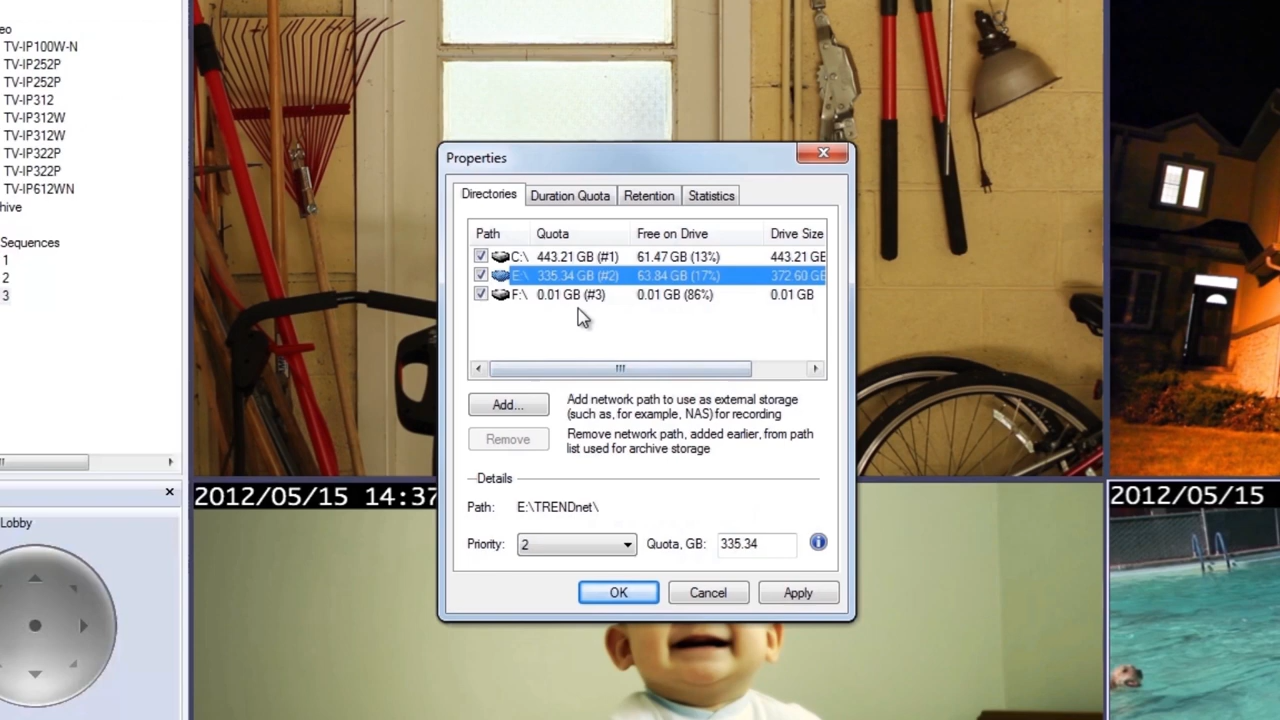 eo
TV-IP100W-N
TV-IP252P
TV-IP252P
TV-IP312
TV-IP312W
TV-IP312W
TV-IP322P
TV-IP322P
TV-IP612WN
hive
Sequences
1
2
3
Lobby
2012/05/15 14:37
2012/05/15
Properties
Directories Duration Quota Retention Statistics
Path Quota Free on Drive Drive Size
C:\ 443.21 GB (#1) 61.47 GB (13%) 443.21 GB
E:\ 335.34 GB (#2) 63.84 GB (17%) 372.60 GB
F:\ 0.01 GB (#3) 0.01 GB (86%) 0.01 GB
Add... Add network path to use as external storage
(such as, for example, NAS) for recording
Remove Remove network path, added earlier, from path
list used for archive storage
Details
Path: E:\TRENDnet\
Priority: 2 Quota, GB: 335.34
OK Cancel Apply